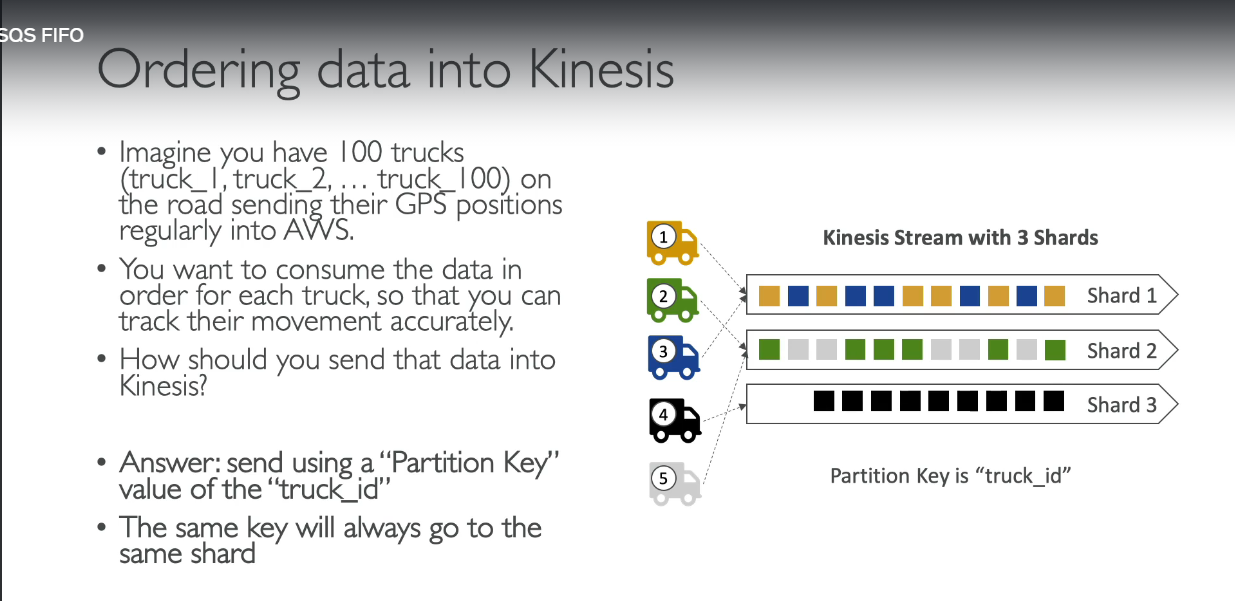 SQS FIFO
Ordering data into Kinesis
• Imagine you have 100 trucks
(truck_1, truck_2, … truck_100) on
the road sending their GPS positions
regularly into AWS.
• You want to consume the data in
order for each truck, so that you can
track their movement accurately.
• How should you send that data into
Kinesis?
• Answer: send using a “Partition Key”
value of the “truck_id”
• The same key will always go to the
same shard
Kinesis Stream with 3 Shards
1
2
3
4
5
Shard 1
Shard 2
Shard 3
Partition Key is “truck_id”